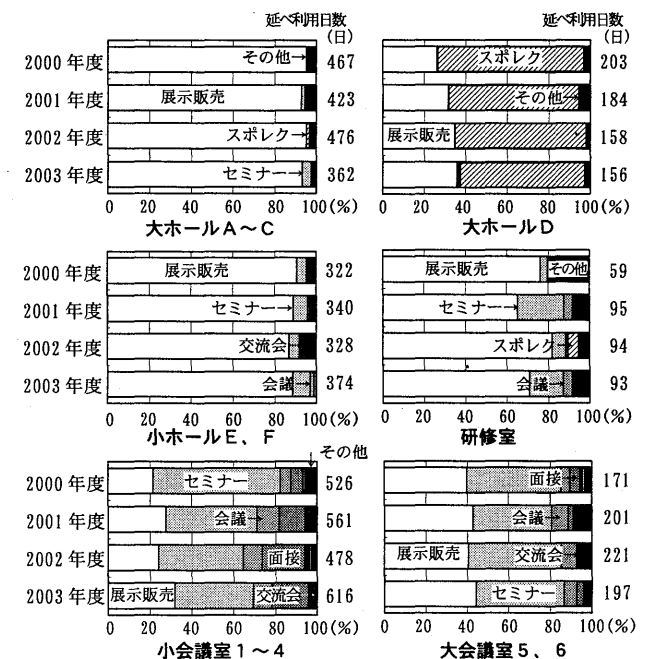 延べ利用日数 延べ利用日数
(日) (日)
2000年度 その他 467 スポレク 203
2001年度 展示販売 423 その他 184
2002年度 スポレク 476 展示販売 158
2003年度 セミナー 362 156
0 20 40 60 80 100(%) 0 20 40 60 80 100(%)
大ホールA〜C 大ホールD
2000年度 展示販売 322 展示販売 その他 59
2001年度 セミナー 340 セミナー 95
2002年度 交流会 328 スポレク 94
2003年度 会議 374 会議 93
0 20 40 60 80 100(%) 0 20 40 60 80 100(%)
小ホールE、F 研修室
その他
2000年度 セミナー 526 面接 171
2001年度 会議 561 会議 201
2002年度 面接 478 展示販売 交流会 221
2003年度 展示販売 交流会 616 セミナー 197
0 20 40 60 80 100(%) 0 20 40 60 80 100(%)
小会議室1〜4 大会議室5、6